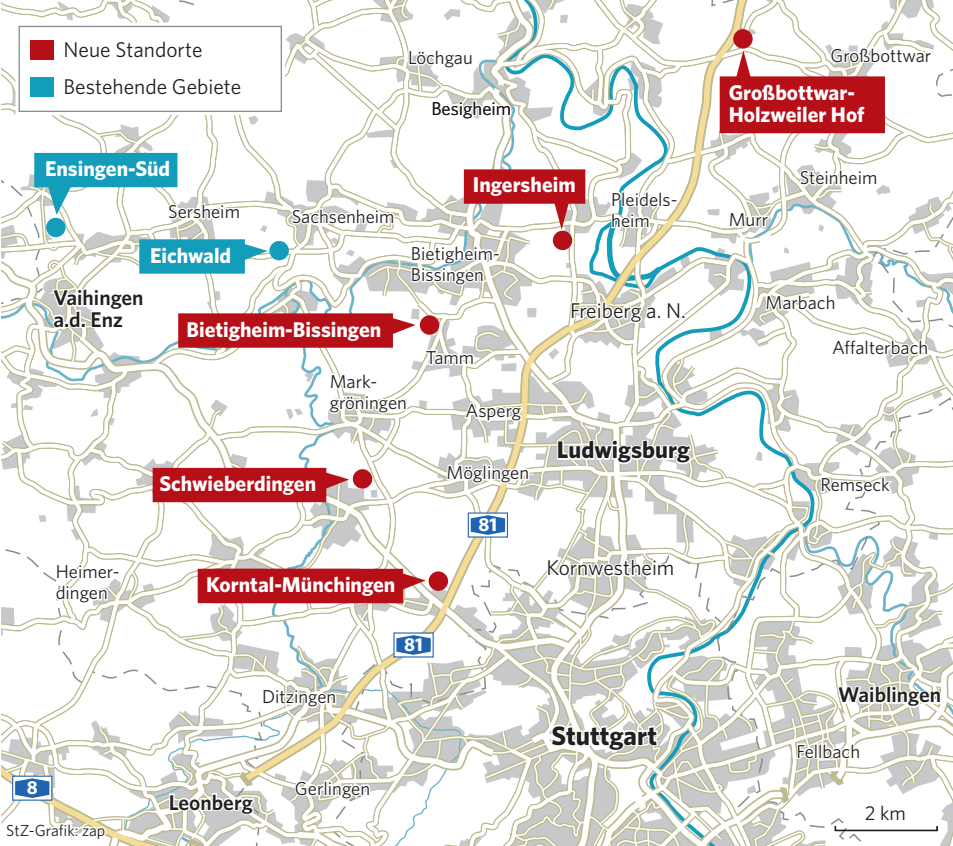 Neue Standorte
Bestehende Gebiete
Löchgau
Großbottwar
Besigheim
Großbottwar-
Holzweiler Hof
Ensingen-Süd
Ingersheim
Steinheim
Pleidels-
heim
Sersheim
Sachsenheim
Murr
Eichwald
Bietigheim-
Bissingen
Vaihingen
a.d. Enz
Marbach
Freiberg a. N.
Bietigheim-Bissingen
Tamm
Affalterbach
Mark-
gröningen
Asperg
Ludwigsburg
Möglingen
Schwieberdingen
Remseck
81
Heimer-
dingen
Kornwestheim
Korntal-Münchingen
81
Ditzingen
Waiblingen
Stuttgart
Fellbach
8
Gerlingen
Leonberg
2 km
StZ-Grafik: zap